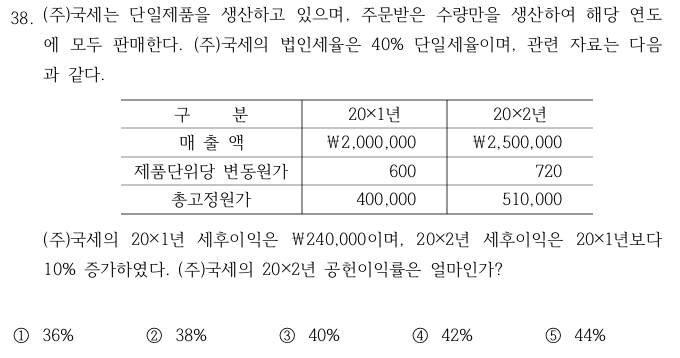 38. (주)국세는 단일제품을 생산하고 있으며, 주문받은 수량만을 생산하여 해당 연도
에 모두 판매한다. (주)국세의 법인세율은 40% 단일세율이며, 관련 자료는 다음
과 같다.
구 분 20×1년 20×2년
매 출 액 ₩2,000,000 ₩2,500,000
제품단위당 변동원가 600 720
총고정원가 400,000 510,000
(주)국세의 20×1년 세후이익은 ₩240,000이며, 20×2년 세후이익은 20×1년보다
10% 증가하였다. (주)국세의 20×2년 공헌이익률은 얼마인가?
① 36% ② 38% ③ 40% ④ 42% ⑤ 44%